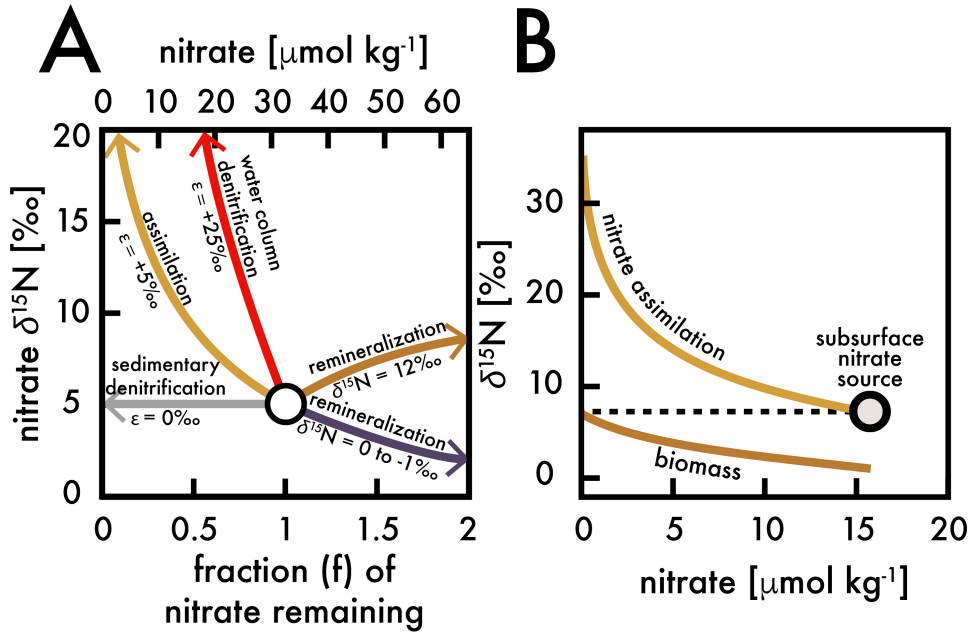 A
nitrate [μmol kg-1]
0 10 20 30 40 50 60
20
15
10
5
0
nitrate δ15N [‰]
assimilation
ε = +5‰
water column
denitrification
ε = +25‰
sedimentary
denitrification
ε = 0‰
remineralization
δ15N = 12‰
remineralization
δ15N = 0 to -1‰
0 0.5 1 1.5 2
fraction (f) of
nitrate remaining
B
30
20
10
0
δ15N [‰]
nitrate assimilation
subsurface
nitrate
source
biomass
0 5 10 15 20
nitrate [μmol kg-1]